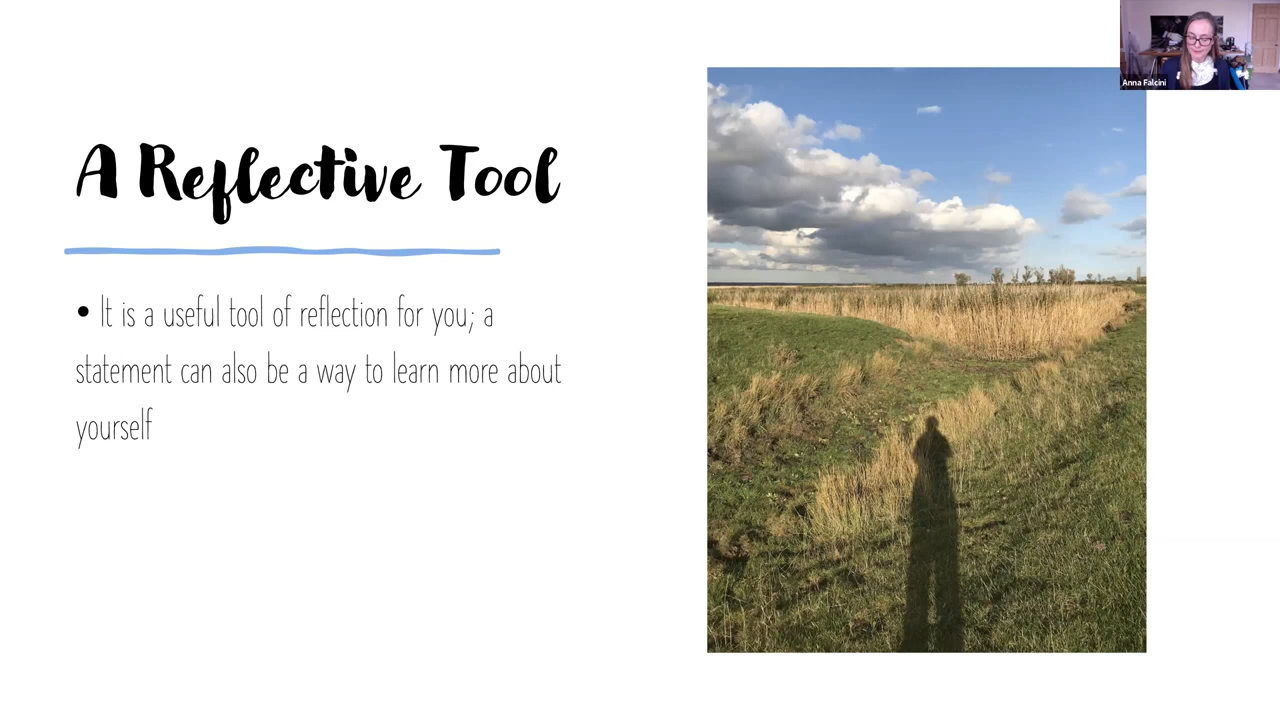 A Reflective Tool
• It is a useful tool of reflection for you; a
statement can also be a way to learn more about
yourself
Anna Falcini